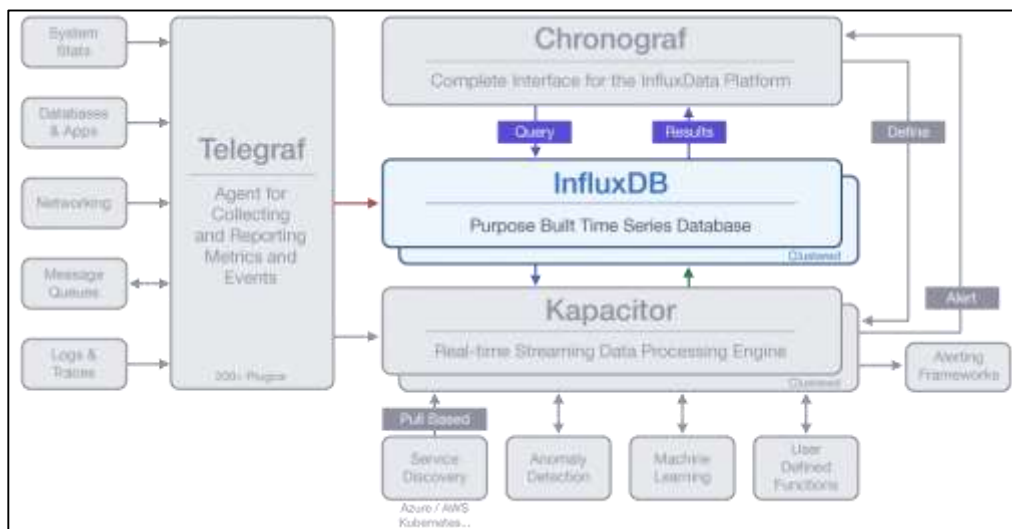 System
Stats
Databases
& Apps
Networking
Message
Queues
Logs &
Traces
Telegraf
Agent for
Collecting
and Reporting
Metrics and
Events
200+ Plugins
Chronograf
Complete Interface for the InfluxData Platform
Query
Results
Define
InfluxDB
Purpose Built Time Series Database
Clustered
Kapacitor
Real-time Streaming Data Processing Engine
Clustered
Alert
Alerting
Frameworks
Pull Based
Service
Discovery
Azure / AWS
Kubernetes...
Anomaly
Detection
Machine
Learning
User
Defined
Functions